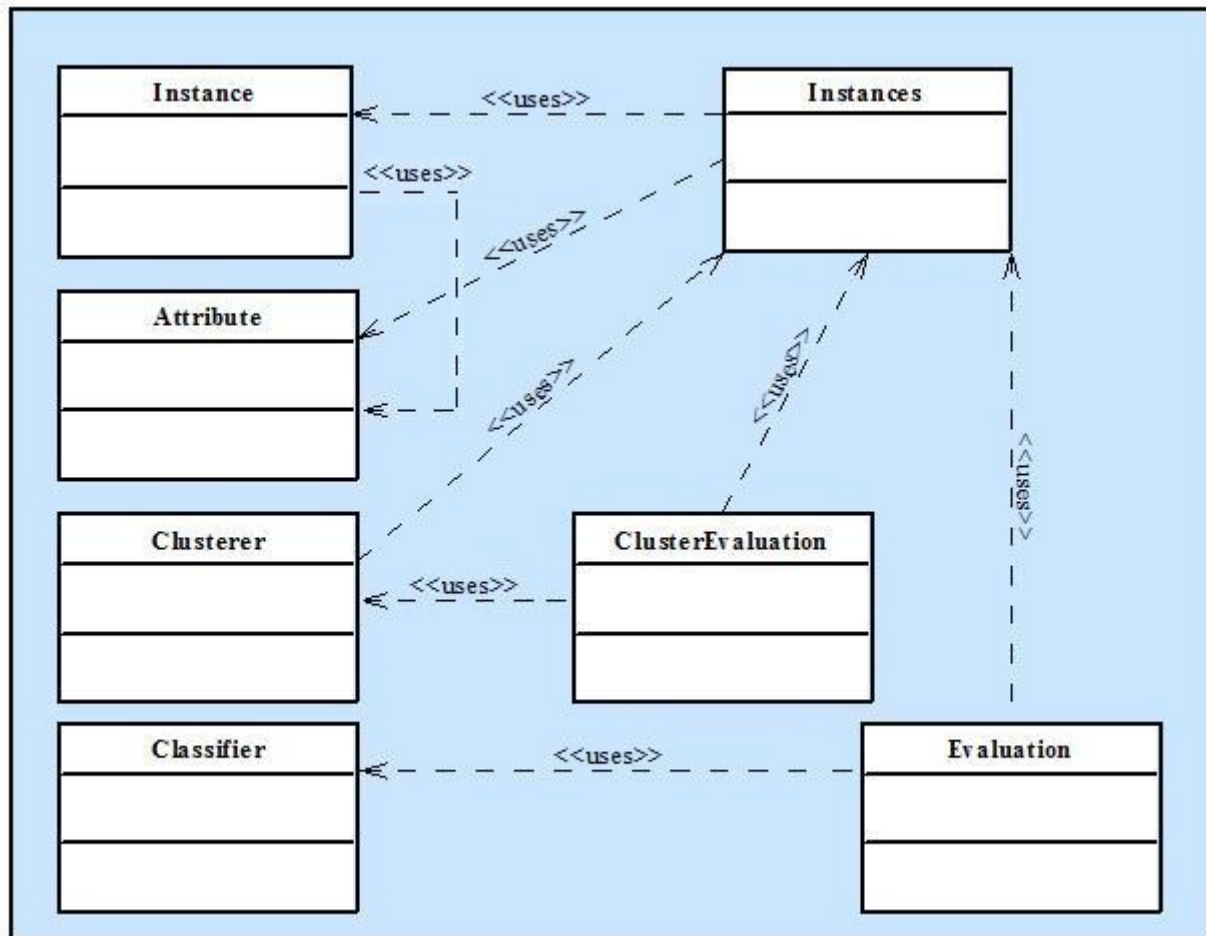 Instance
<<uses>>
Instances
<<uses>>
<<uses>>
Attribute
<<uses>>
<<uses>>
<<uses>>
Clusterer
ClusterEvaluation
<<uses>>
Classifier
<<uses>>
Evaluation